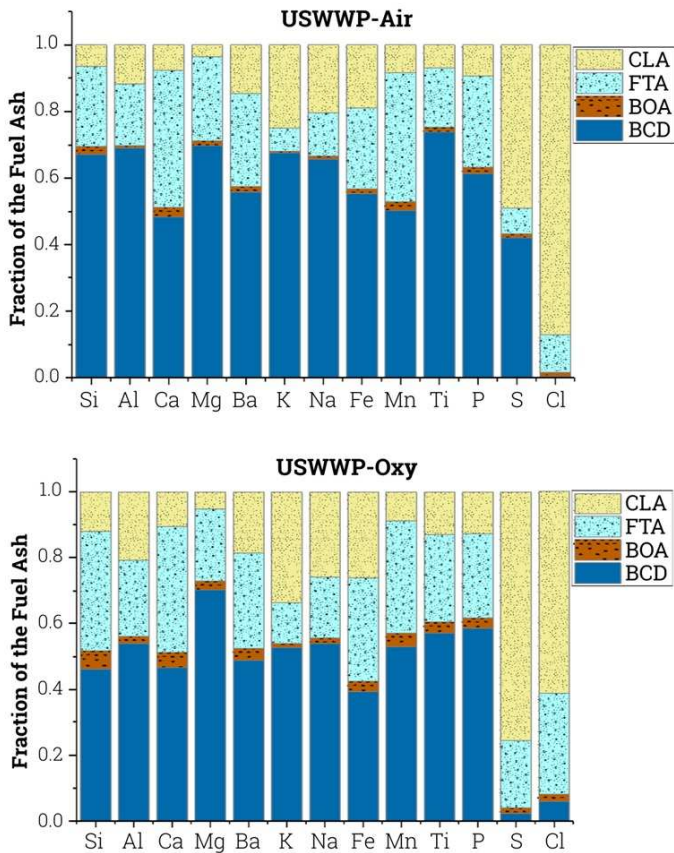 USWWP-Air
Fraction of the Fuel Ash
1.0
0.8
0.6
0.4
0.2
0.0
CLA
FTA
BOA
BCD
Si Al Ca Mg Ba K Na Fe Mn Ti P S Cl
USWWP-Oxy
Fraction of the Fuel Ash
1.0
0.8
0.6
0.4
0.2
0.0
CLA
FTA
BOA
BCD
Si Al Ca Mg Ba K Na Fe Mn Ti P S Cl